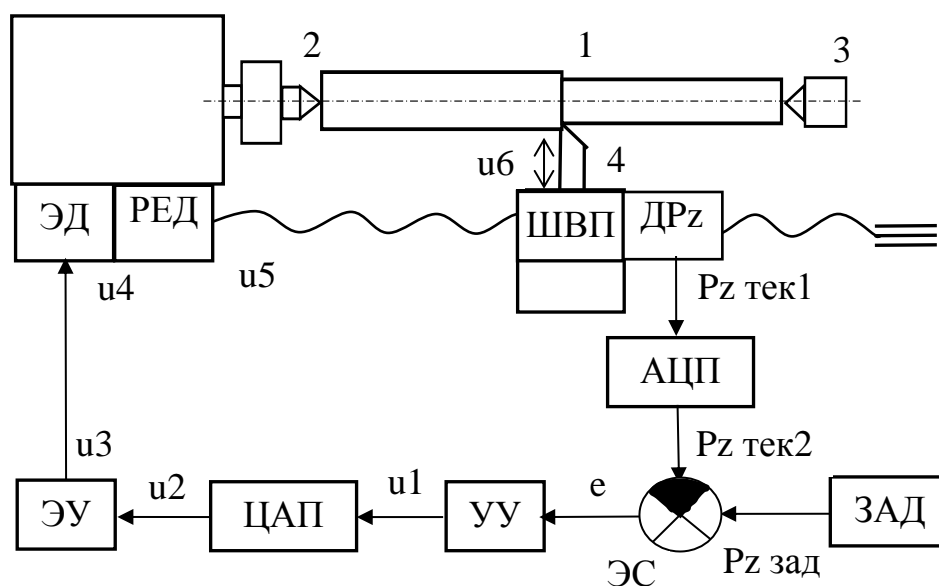 2
1
3
u6
4
ЭД
РЕД
ШВП
ДРz
u4
u5
Pz тек1
АЦП
u3
Pz тек2
u2
u1
е
ЭУ
ЦАП
УУ
ЗАД
ЭС
Pz зад